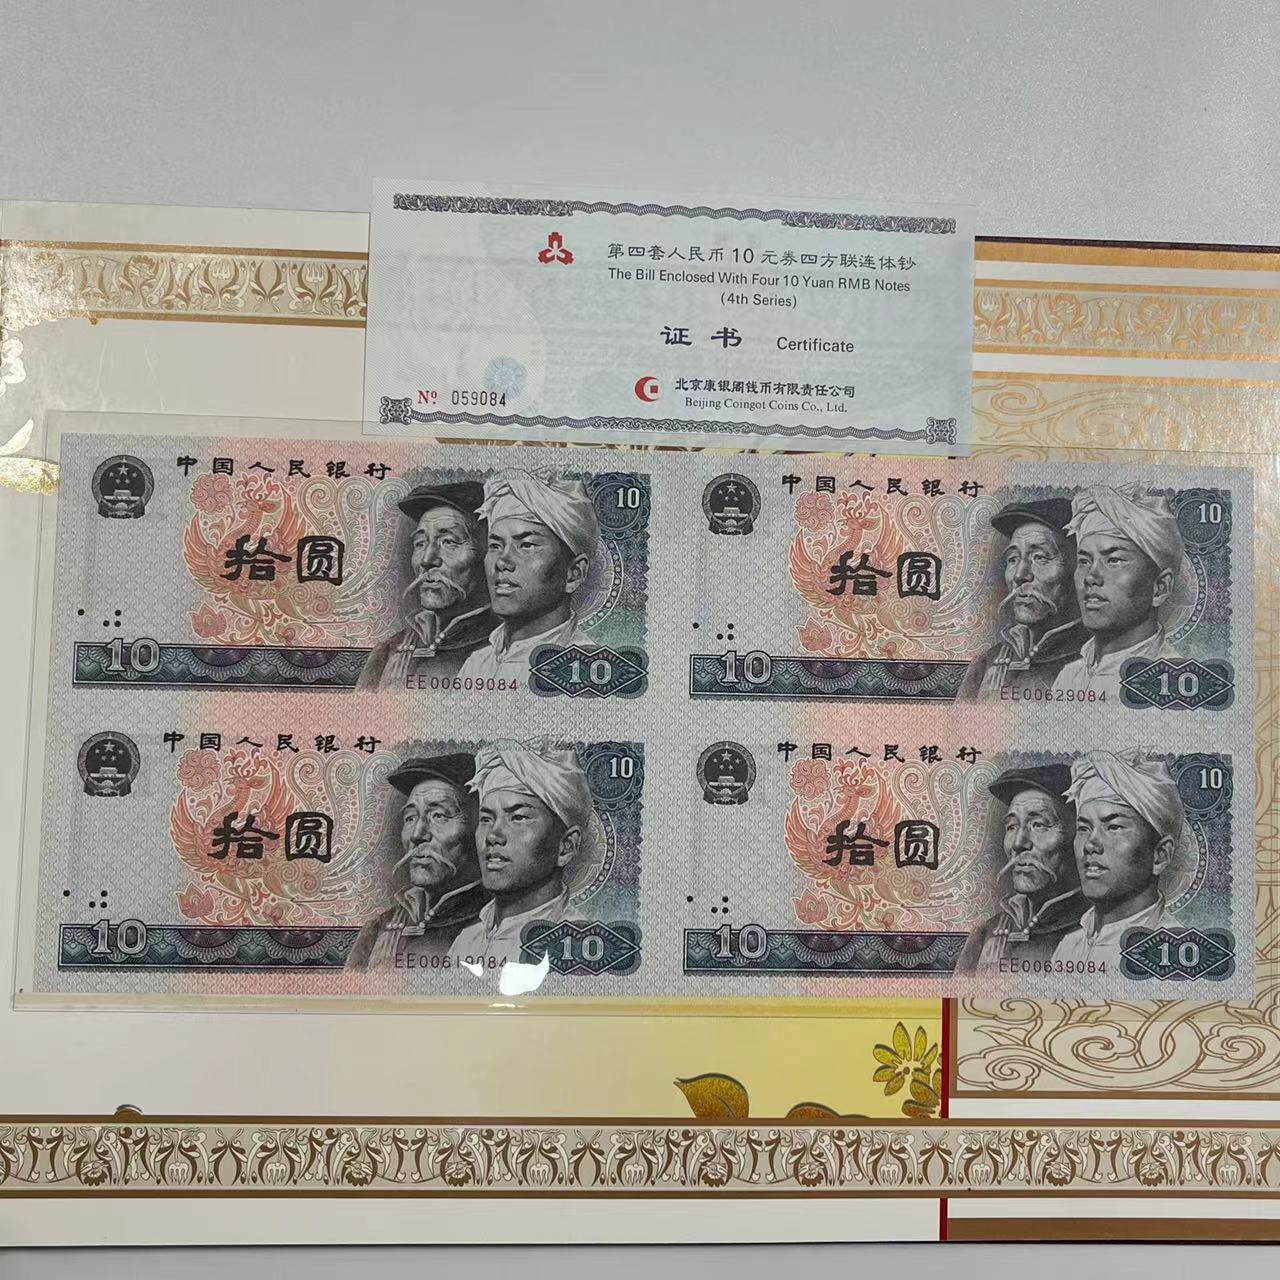 第四套人民币10元券四方联连体钞
The Bill Enclosed With Four 10 Yuan RMB Notes
(4th Series)
证书 Certificate
北京康银阁钱币有限责任公司
Beijing Coingot Coins Co., Ltd.
Nº 059084
中国人民银行
10
拾圆
10
EE00609084
10
中国人民银行
10
拾圆
10
EE00629084
10
中国人民银行
10
拾圆
10
EE00619084
10
中国人民银行
10
拾圆
10
EE00639084
10